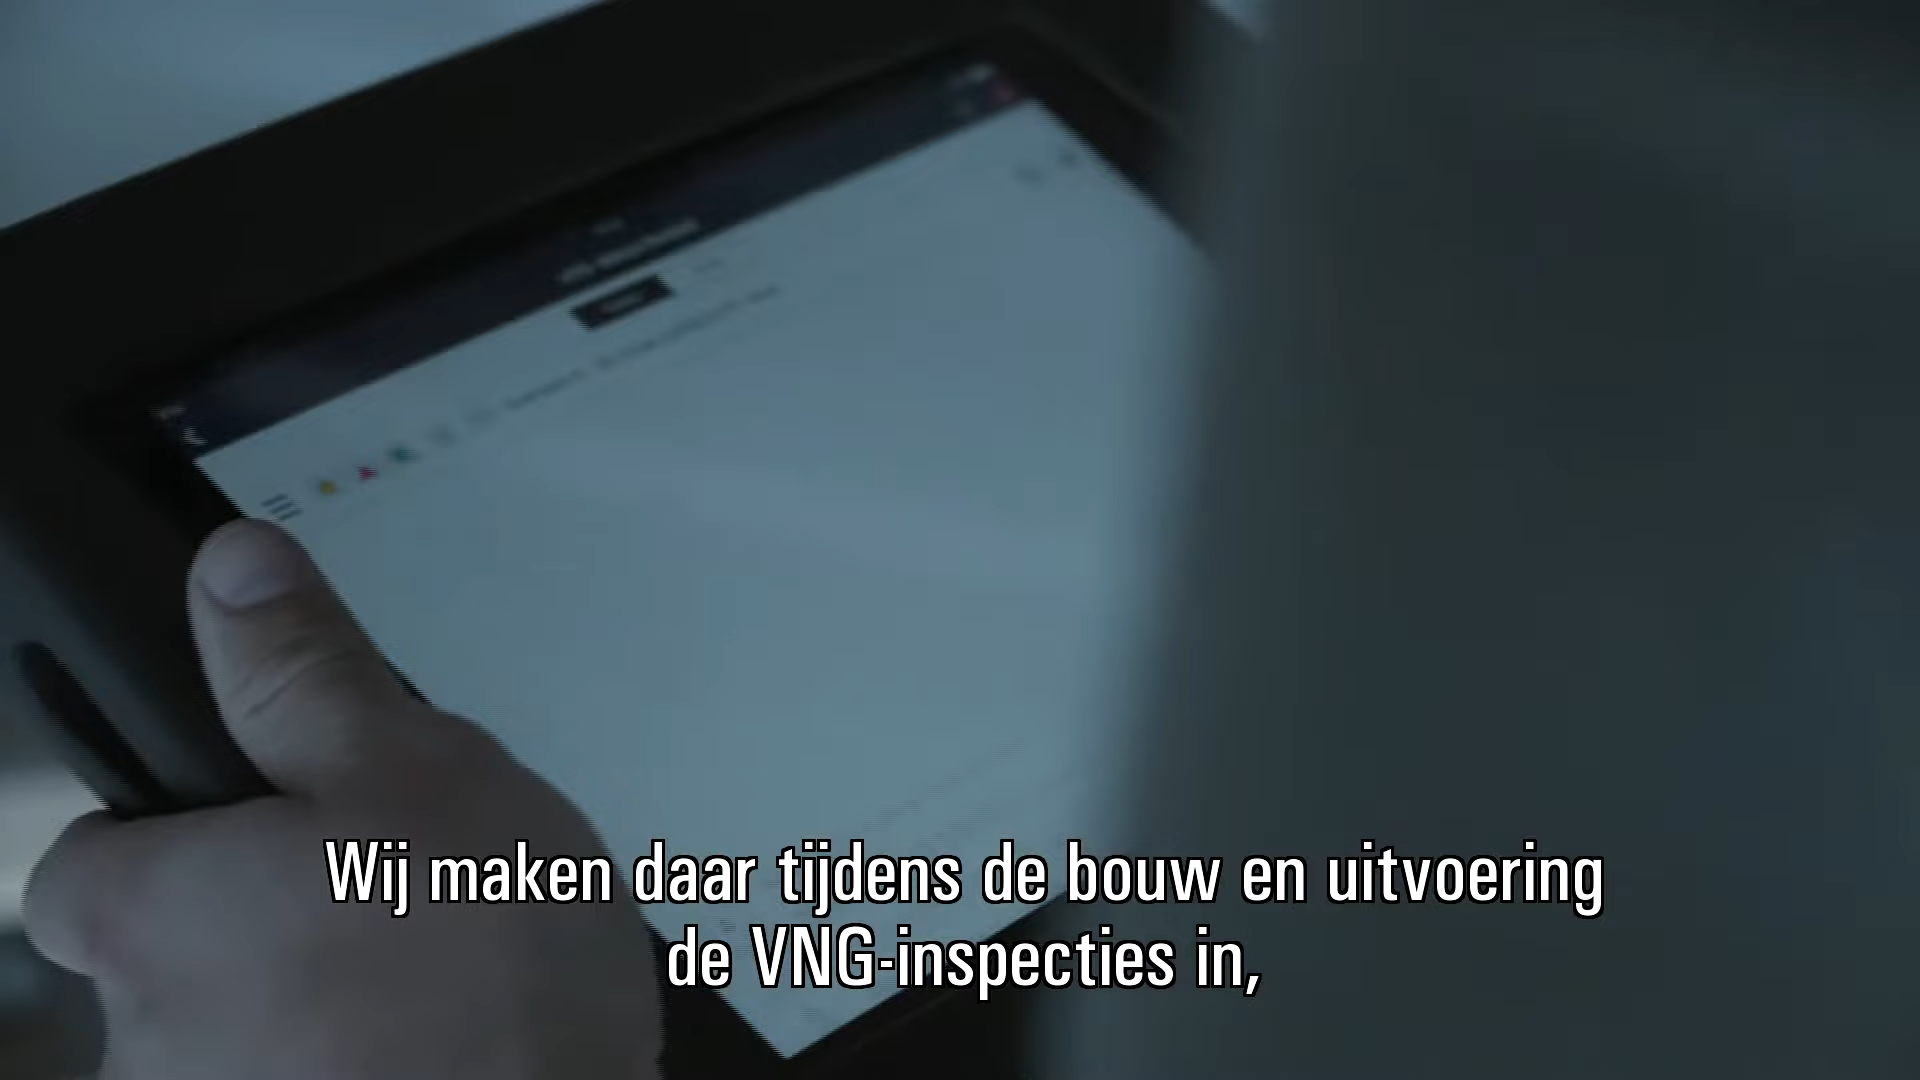 Wij maken daar tijdens de bouw en uitvoering
de VNG-inspecties in,